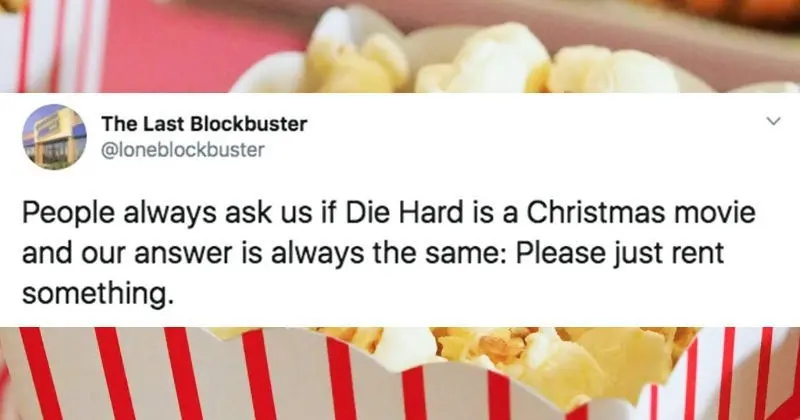 The Last Blockbuster
@loneblockbuster
People always ask us if Die Hard is a Christmas movie
and our answer is always the same: Please just rent
something.